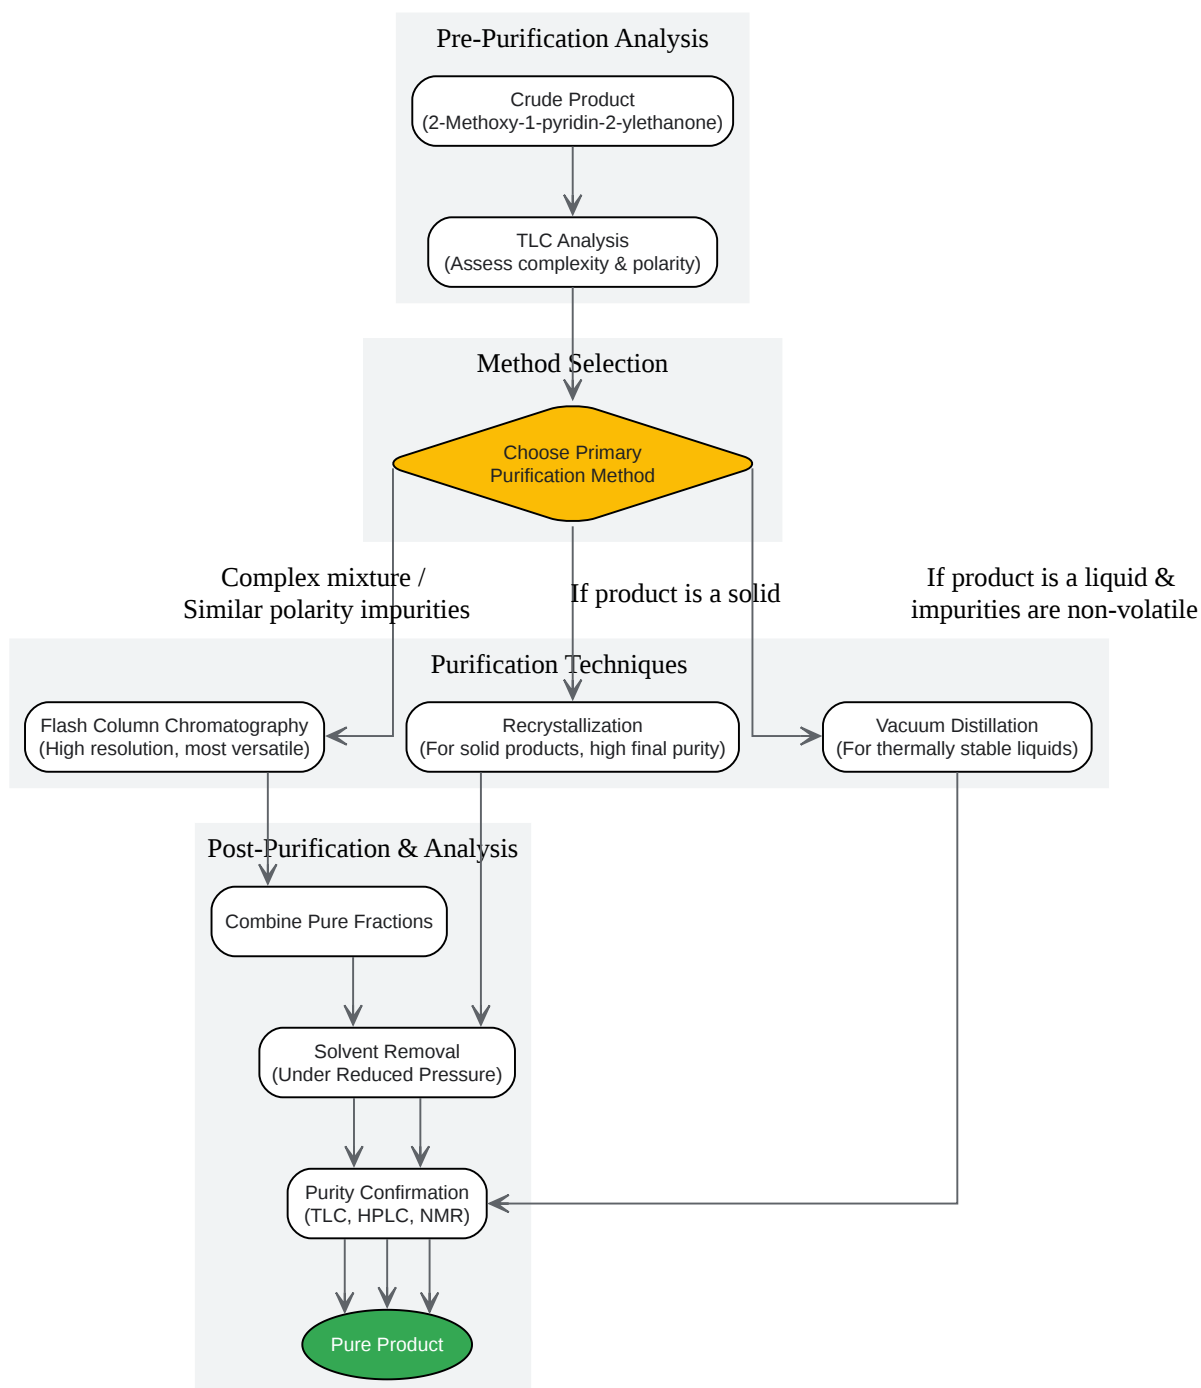 Pre-Purification Analysis
Crude Product
(2-Methoxy-1-pyridin-2-ylethanone)
TLC Analysis
(Assess complexity & polarity)
Method Selection
Choose Primary
Purification Method
Complex mixture /
Similar polarity impurities
If product is a solid
If product is a liquid &
impurities are non-volatile
Purification Techniques
Flash Column Chromatography
(High resolution, most versatile)
Recrystallization
(For solid products, high final purity)
Vacuum Distillation
(For thermally stable liquids)
Post-Purification & Analysis
Combine Pure Fractions
Solvent Removal
(Under Reduced Pressure)
Purity Confirmation
(TLC, HPLC, NMR)
Pure Product